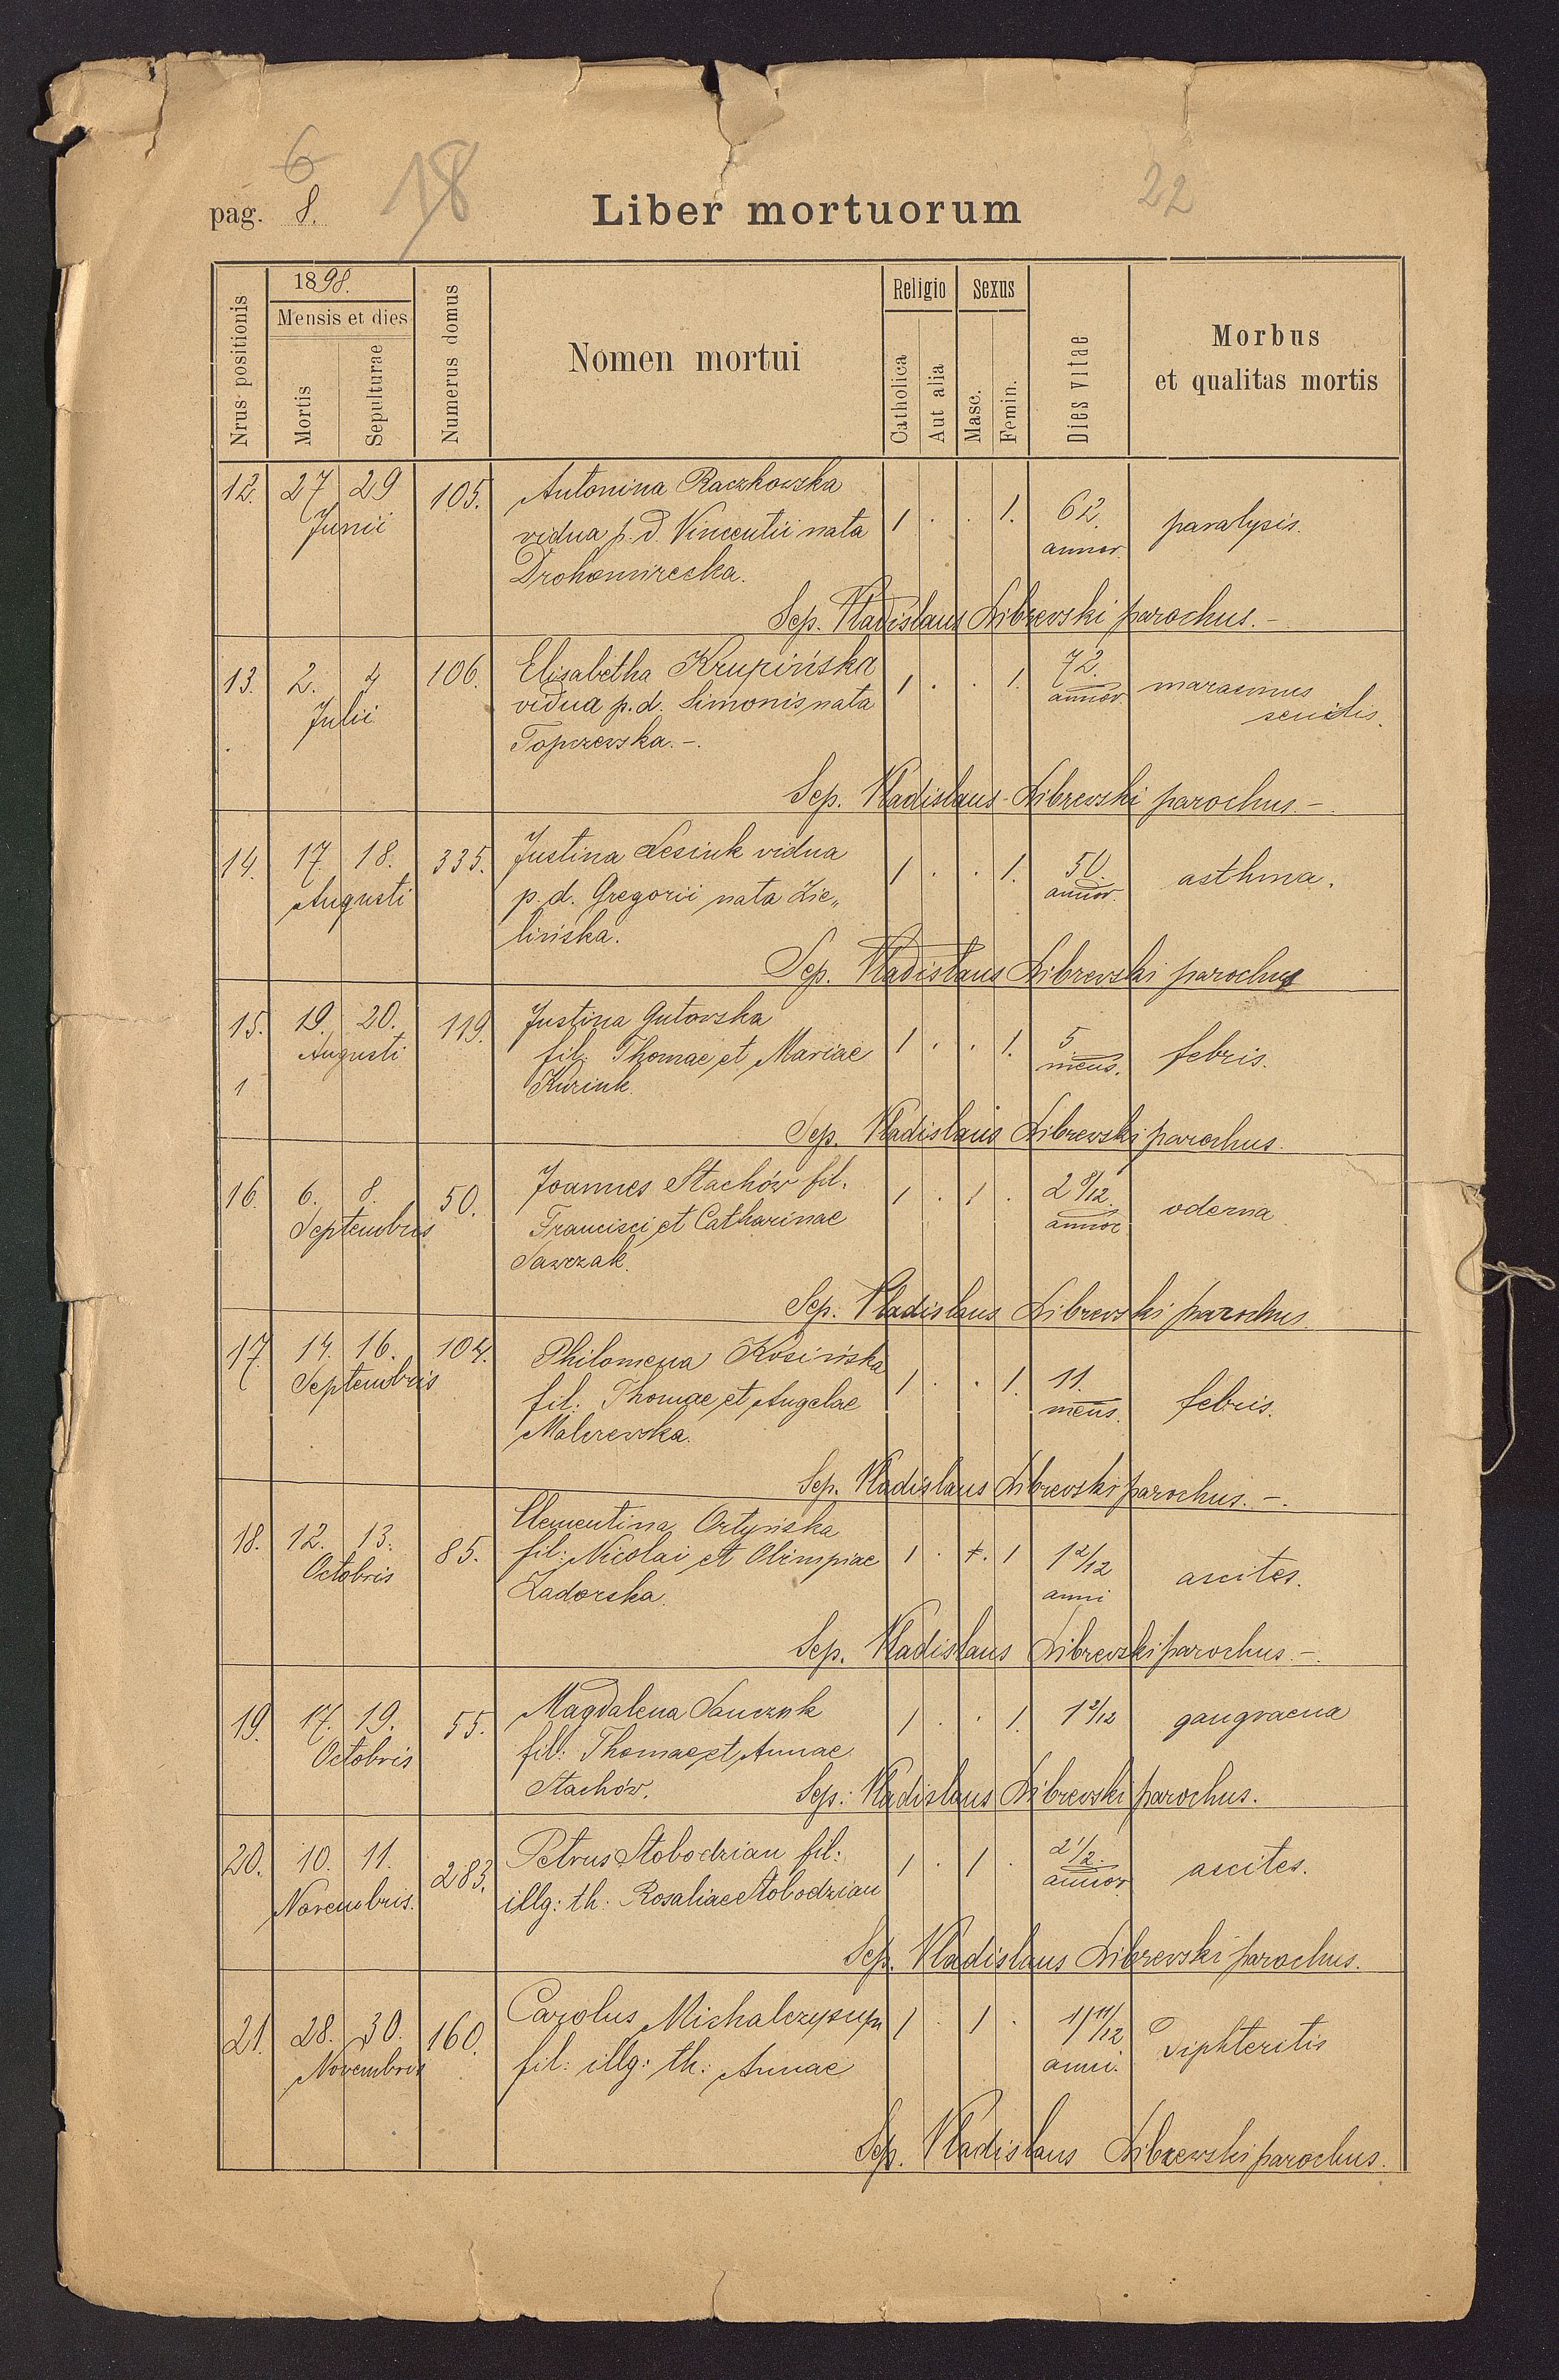 6 18 22
pag. 8. Liber mortuorum
Nrus positionis
1898.
Mensis et dies
Mortis
Sepulturae
Numerus domus
Nomen mortui
Religio
Catholica
Aut alia
Sexus
Masc.
Femin.
Dies vitae
Morbus
et qualitas mortis
12. 27 29 105. Antonina Raczkowska
Junii vidua p. d. Vincentii nata 1 . . 1. 62. paralysis.
Drohomirecka. annor.
Sep. Vladislaus Librewski parochus.-
13. 2. 4 106. Elisabetha Krupińska 1 . . 1. 72. marasmus
Julii vidua p. d. Simonis nata annor. senilis.
Topczewska.-.
Sep. Vladislaus Librewski parochus.-
14. 17. 18. 335. Justina Lesiuk vidua 1 . . 1. 50. asthma.
Augusti p. d. Gregorii nata Zie„ annor.
lińska.
Sep. Vladislaus Librewski parochus
15. 19. 20. 119. Justina Gutowska
Augusti fil: Thomae et Mariae 1 . . 1. 5 febris.
1 Kuziuk. mens.
Sep. Vladislaus Librewski parochus.
16. 6. 8. 50. Joannes Stachów fil. 1 . 1 . 2 8/12
Septembris Francisci et Catharinae annor
Sawczak.
Sep. Vladislaus Librewski parochus.
17. 14. 16. 104. Philomena Kosińska
Septembris fil: Thomae et Angelae 1 . . 1. 11. febris.
Malczewska. mens.
Sep. Vladislaus Librewski parochus.-.
18. 12. 13. 85. Clementina Ortyńska
Octobris fil: Nicolai et Olimpiae 1 . . 1 1 2/12 ascites.
Zadorska. anni
Sep. Vladislaus Librewski parochus.-.
19. 17. 19. 55. Magdalena 1 . . 1. 1 2/12 gangraena
Octobris fil: Thomae et Annae
Stachów. Sep: Vladislaus Librewski parochus.
20. 10. 11. 283. Petrus Stobodzian fil: 1 . 1 . 2 1/2. ascites.
Novembris. illg: th: Rosaliae Stobodzian annor.
Sep. Vladislaus Librewski parochus.
21. 28. 30. 160. Carolus Michalczyszyn 1 . 1 . 1 11/12 Diphteritis
Novembris fil: illg: th: Annae anni.
Sep. Vladislaus Librewski parochus.